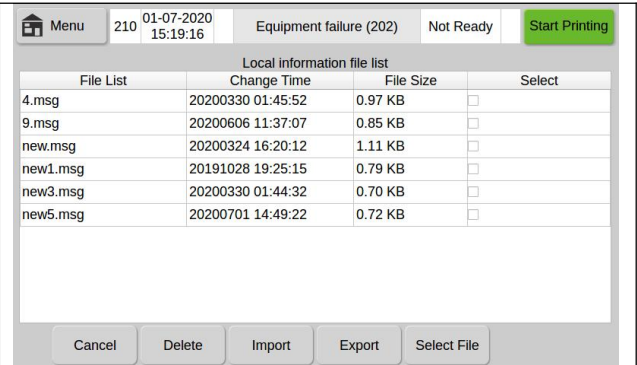 Menu 210 01-07-2020 15:19:16 Equipment failure (202) Not Ready Start Printing
Local information file list
File List Change Time File Size Select
4.msg 20200330 01:45:52 0.97 KB
9.msg 20200606 11:37:07 0.85 KB
new.msg 20200324 16:20:12 1.11 KB
new1.msg 20191028 19:25:15 0.79 KB
new3.msg 20200330 01:44:32 0.70 KB
new5.msg 20200701 14:49:22 0.72 KB
Cancel Delete Import Export Select File